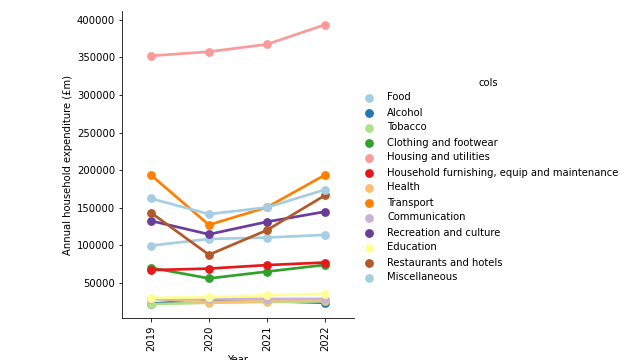 400000
350000
300000
250000
200000
150000
100000
50000
Annual household expenditure (£m)
2019
2020
2021
2022
Year
cols
Food
Alcohol
Tobacco
Clothing and footwear
Housing and utilities
Household furnishing, equip and maintenance
Health
Transport
Communication
Recreation and culture
Education
Restaurants and hotels
Miscellaneous